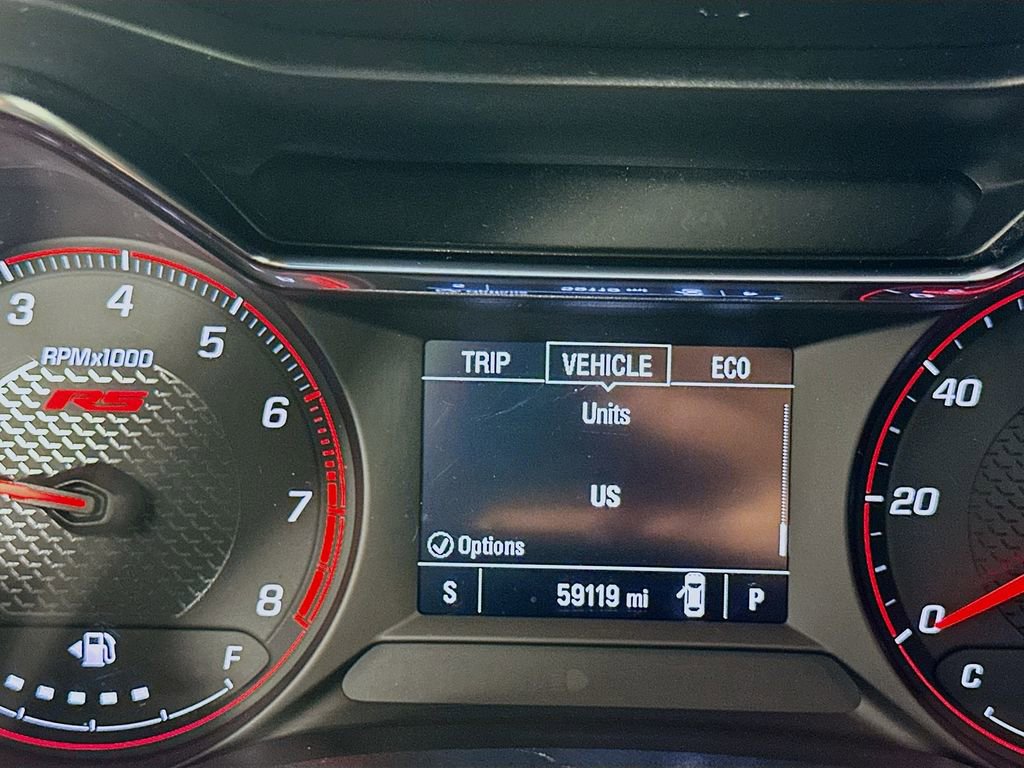 3
4
5
6
7
8
RPMx1000
RS
F
TRIP VEHICLE ECO
Units
US
Options
S 59119 mi P
40
20
0
C